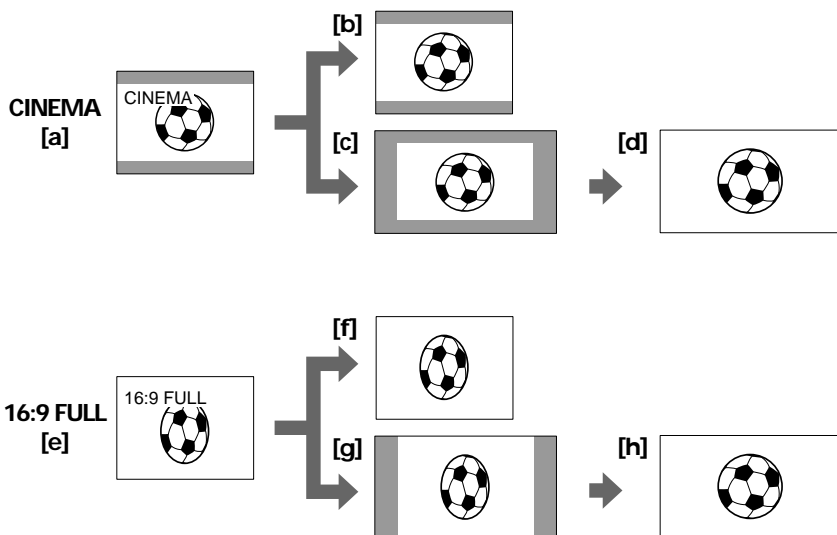 [b]
CINEMA
CINEMA
[a]
[c]
[d]
[f]
16:9 FULL
16:9 FULL
[e]
[g]
[h]